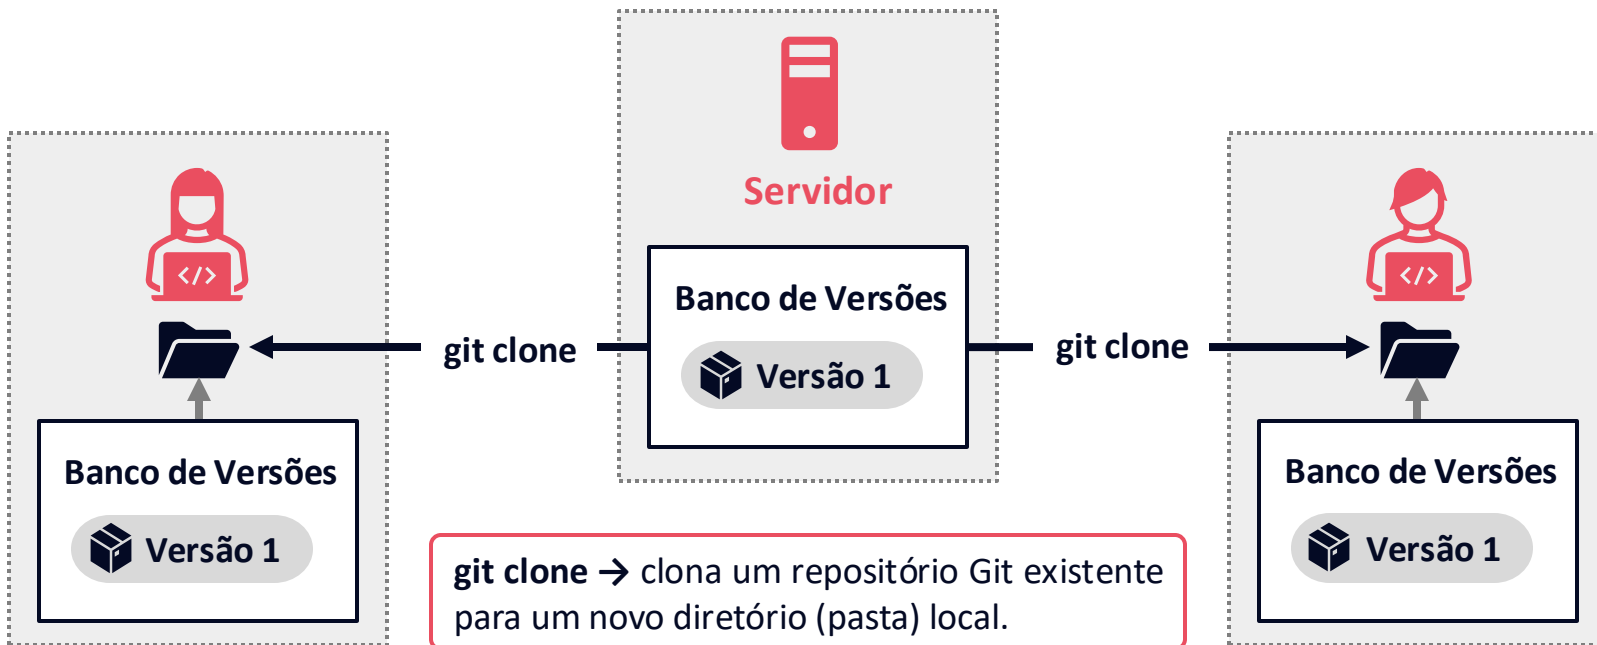 Servidor
Banco de Versões
Versão 1
git clone
git clone
</>
Banco de Versões
Versão 1
</>
Banco de Versões
Versão 1
git clone → clona um repositório Git existente
para um novo diretório (pasta) local.